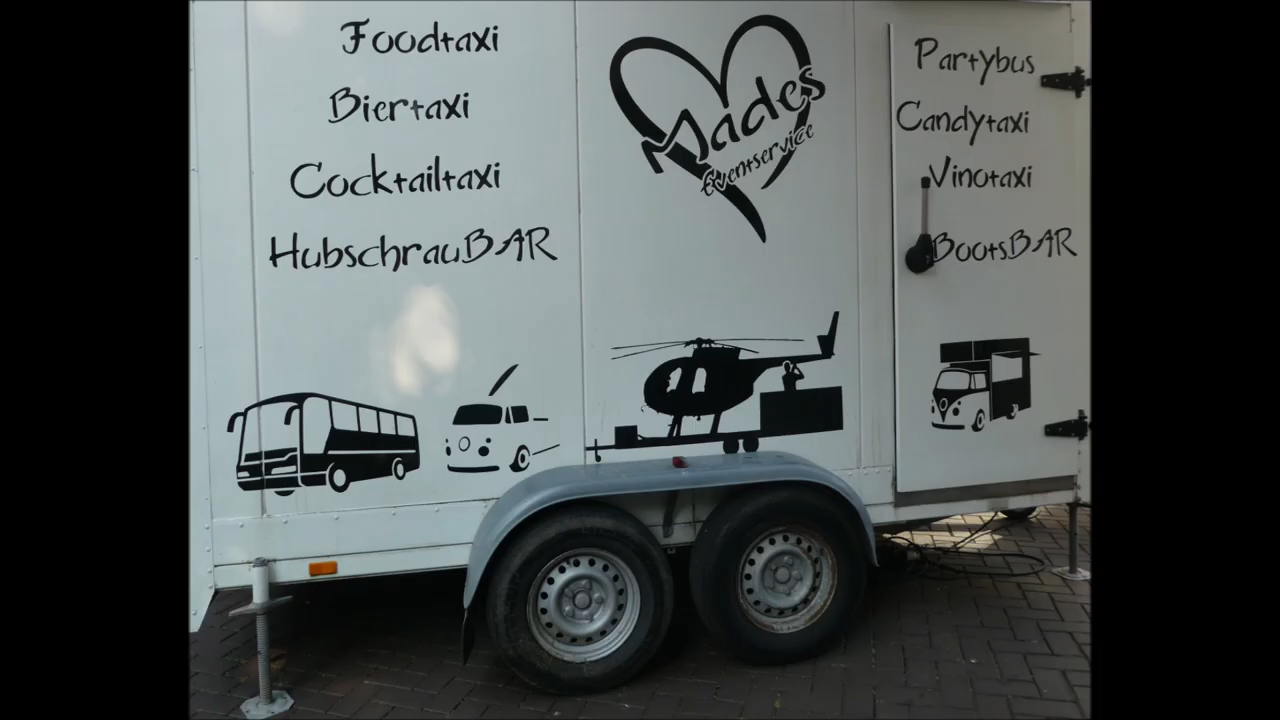 Foodtaxi
Biertaxi
Cocktailtaxi
HubschrauBAR
Mades
Eventservice
Partybus
Candytaxi
Vinotaxi
BootsBAR